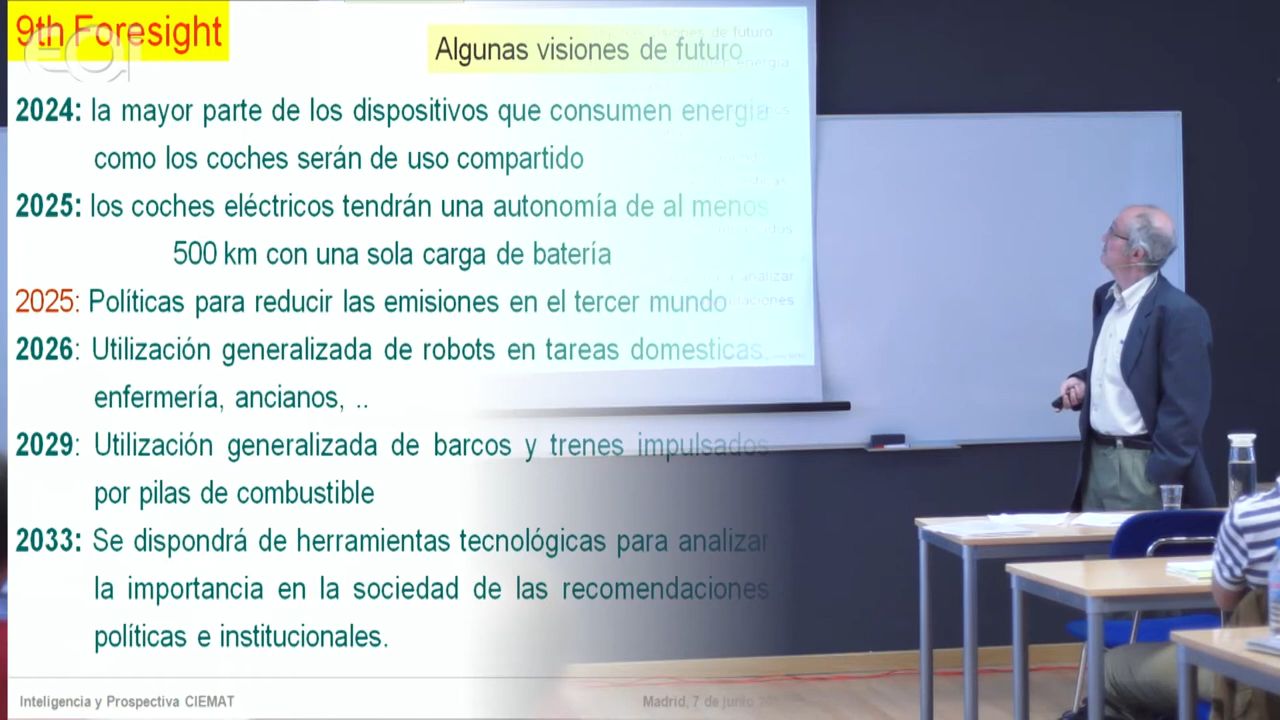 9th Foresight
eoi
Algunas visiones de futuro
2024: la mayor parte de los dispositivos que consumen energía
como los coches serán de uso compartido
2025: los coches eléctricos tendrán una autonomía de al menos
500 km con una sola carga de batería
2025: Políticas para reducir las emisiones en el tercer mundo
2026: Utilización generalizada de robots en tareas domesticas,
enfermería, ancianos, ..
2029: Utilización generalizada de barcos y trenes impulsados
por pilas de combustible
2033: Se dispondrá de herramientas tecnológicas para analizar
la importancia en la sociedad de las recomendaciones
políticas e institucionales.
Inteligencia y Prospectiva CIEMAT
Madrid, 7 de junio